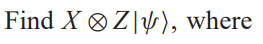 Find X ⊗ Z|ψ⟩, where